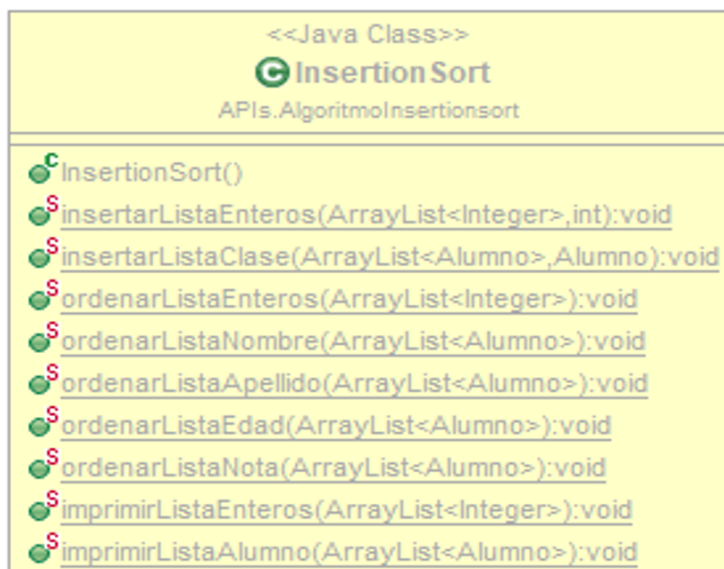 <<Java Class>>
C InsertionSort
APIs.AlgoritmoInsertionsort
C InsertionSort()
S insertarListaEnteros(ArrayList<Integer>,int):void
S insertarListaClase(ArrayList<Alumno>,Alumno):void
S ordenarListaEnteros(ArrayList<Integer>):void
S ordenarListaNombre(ArrayList<Alumno>):void
S ordenarListaApellido(ArrayList<Alumno>):void
S ordenarListaEdad(ArrayList<Alumno>):void
S ordenarListaNota(ArrayList<Alumno>):void
S imprimirListaEnteros(ArrayList<Integer>):void
S imprimirListaAlumno(ArrayList<Alumno>):void